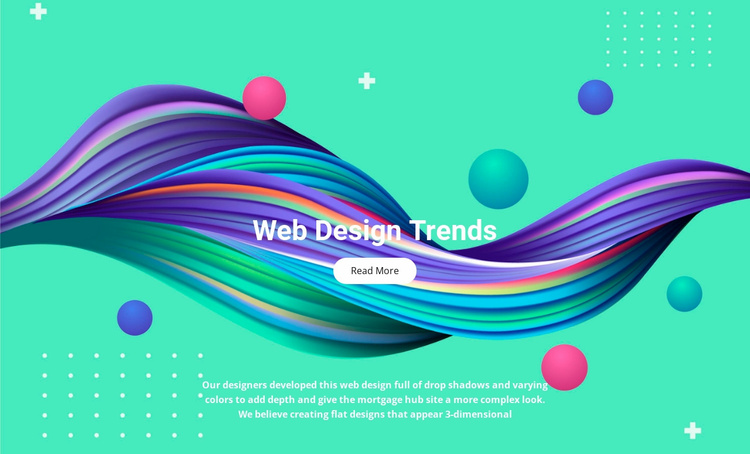 Web Design Trends
Read More
Our designers developed this web design full of drop shadows and varying
colors to add depth and give the mortgage hub site a more complex look.
We believe creating flat designs that appear 3-dimensional